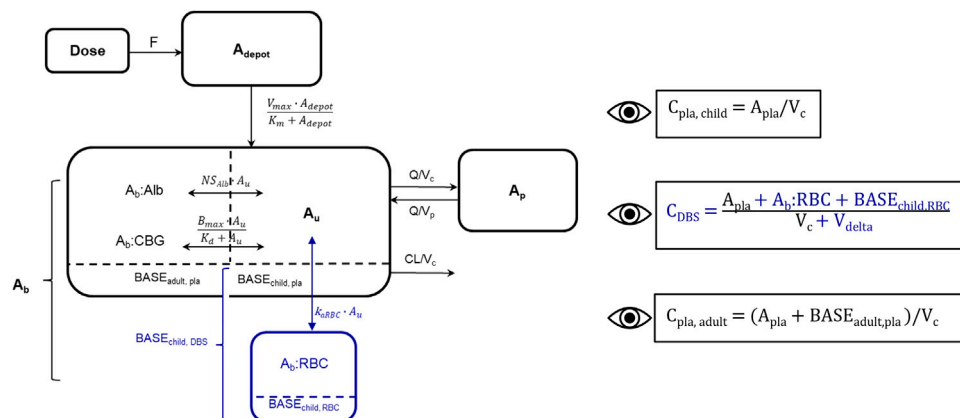 Dose
F
A_depot
V_max · A_depot
K_m + A_depot
A_b:Alb
NS_Alb · A_u
A_u
A_b:CBG
B_max · A_u
K_d + A_u
BASE_adult, pla
BASE_child, pla
Q/V_c
Q/V_p
A_p
CL/V_c
A_b
BASE_child, DBS
k_aRBC · A_u
A_b:RBC
BASE_child, RBC
C_pla, child = A_pla/V_c
C_DBS = A_pla + A_b:RBC + BASE_child,RBC
V_c + V_delta
C_pla, adult = (A_pla + BASE_adult,pla)/V_c